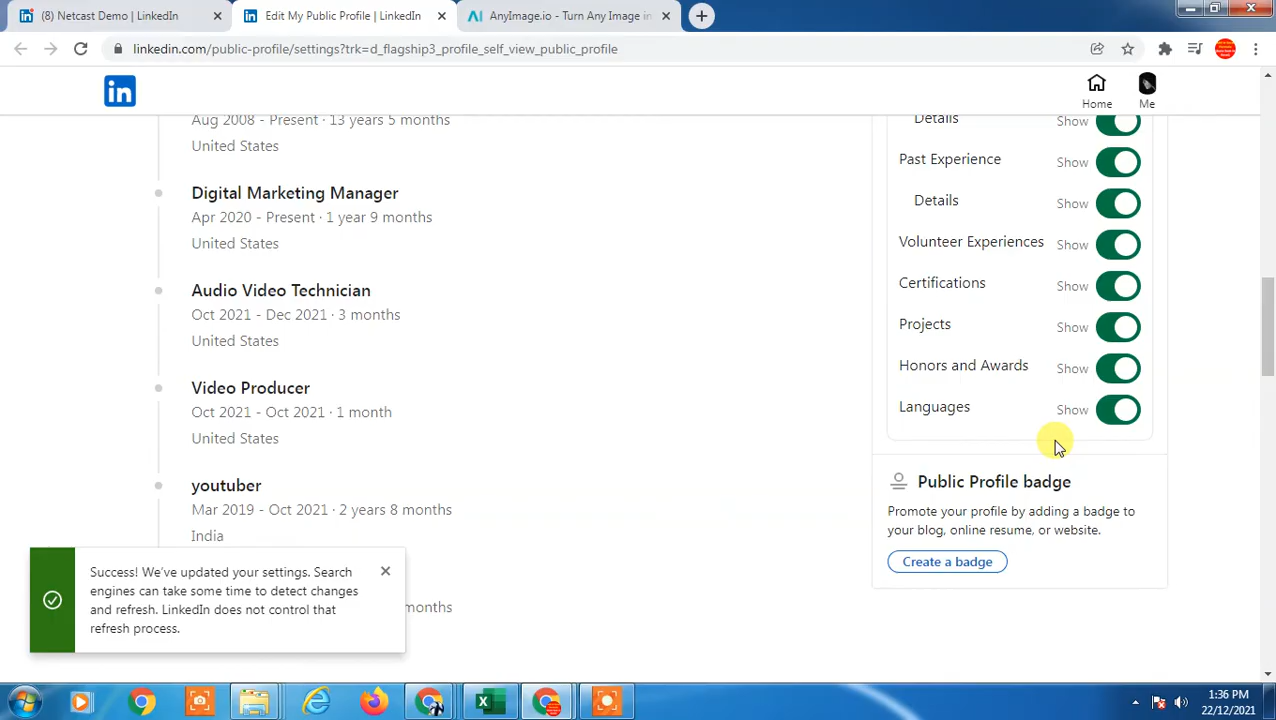 (8) Netcast Demo | LinkedIn
Edit My Public Profile | LinkedIn
AnyImage.io - Turn Any Image in
linkedin.com/public-profile/settings?trk=d_flagship3_profile_self_view_public_profile
in
Home
Me
Aug 2008 - Present · 13 years 5 months
United States
Digital Marketing Manager
Apr 2020 - Present · 1 year 9 months
United States
Audio Video Technician
Oct 2021 - Dec 2021 · 3 months
United States
Video Producer
Oct 2021 - Oct 2021 · 1 month
United States
youtuber
Mar 2019 - Oct 2021 · 2 years 8 months
India
months
Details Show
Past Experience Show
Details Show
Volunteer Experiences Show
Certifications Show
Projects Show
Honors and Awards Show
Languages Show
Public Profile badge
Promote your profile by adding a badge to
your blog, online resume, or website.
Create a badge
Success! We've updated your settings. Search
engines can take some time to detect changes
and refresh. LinkedIn does not control that
refresh process.
1:36 PM
22/12/2021